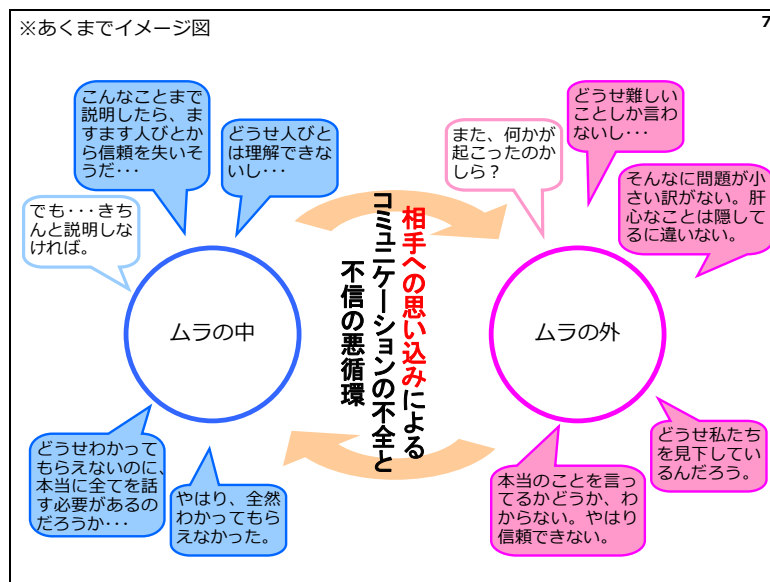 ※あくまでイメージ図
7
こんなことまで
説明したら、ま
すます人びとか
ら信頼を失いそ
うだ･･･
どうせ人びと
は理解できな
いし･･･
でも･･･きち
んと説明しな
ければ。
ムラの中
どうせわかって
もらえないのに、
本当に全てを話
す必要があるの
だろうか･･･
やはり、全然
わかってもら
えなかった。
相手への思い込みによる
コミュニケーションの不全と
不信の悪循環
また、何かが
起こったのか
しら？
どうせ難しい
ことしか言わ
ないし･･･
そんなに問題が小
さい訳がない。肝
心なことは隠して
るに違いない。
ムラの外
どうせ私たち
を見下してい
るんだろう。
本当のことを言っ
てるかどうか、わ
からない。やはり
信頼できない。